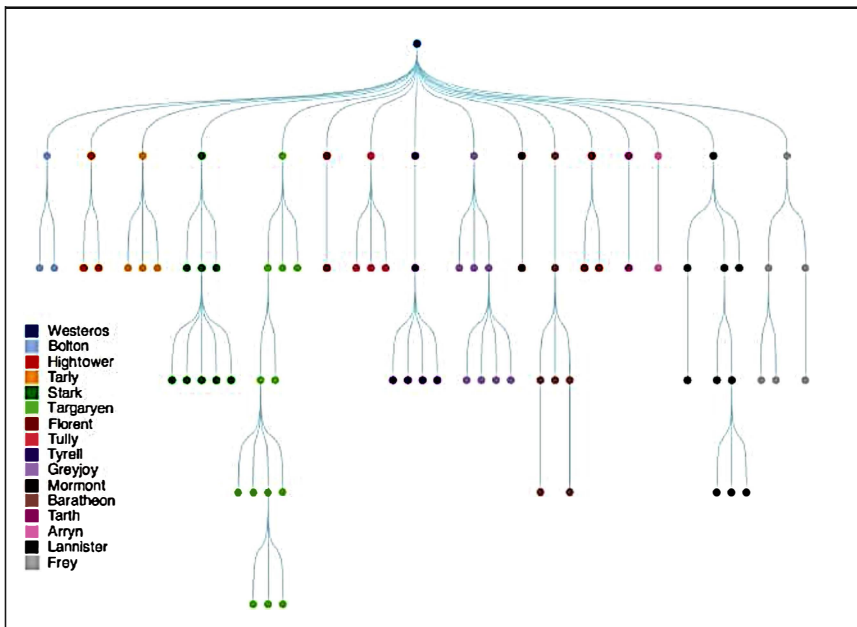 Westeros
Bolton
Hightower
Tarly
Stark
Targaryen
Florent
Tully
Tyrell
Greyjoy
Mormont
Baratheon
Tarth
Arryn
Lannister
Frey